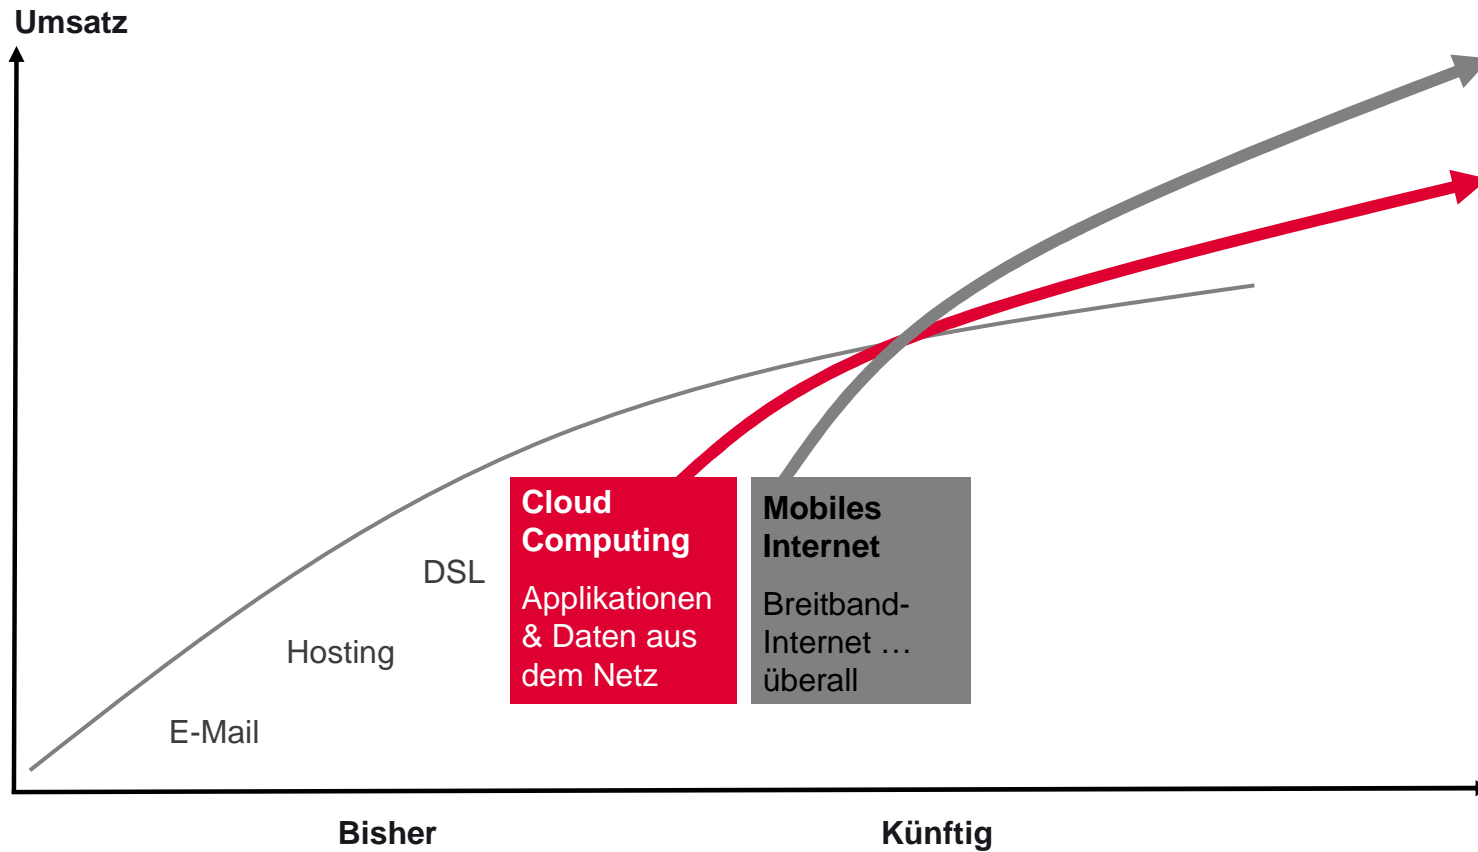 Umsatz
Cloud
Computing
Applikationen
& Daten aus
dem Netz
Mobiles
Internet
Breitband-
Internet …
überall
DSL
Hosting
E-Mail
Bisher
Künftig